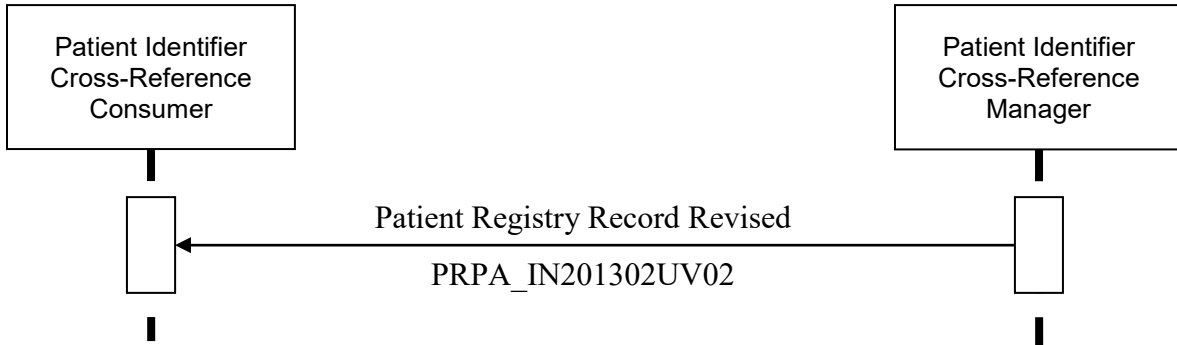 Patient Identifier
Cross-Reference
Consumer
Patient Identifier
Cross-Reference
Manager
Patient Registry Record Revised
PRPA_IN201302UV02